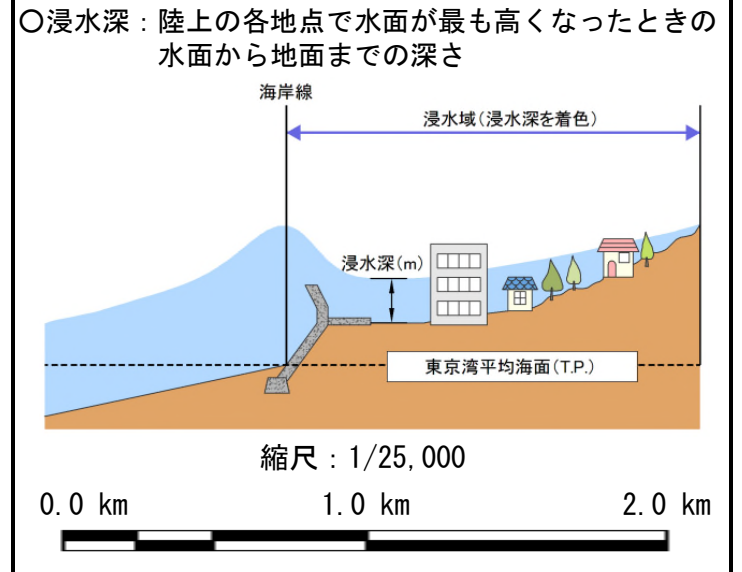 〇浸水深：陸上の各地点で水面が最も高くなったときの
水面から地面までの深さ
海岸線
浸水域(浸水深を着色)
浸水深(m)
東京湾平均海面(T.P.)
縮尺：1/25,000
0.0 km 1.0 km 2.0 km